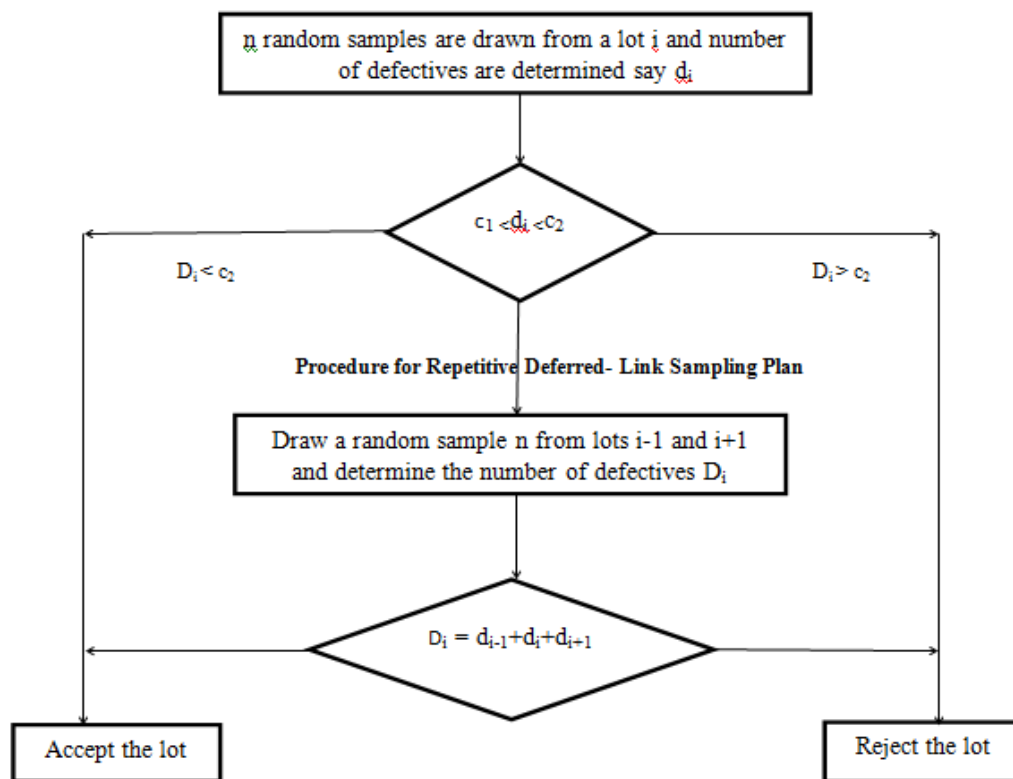 n random samples are drawn from a lot i and number
of defectives are determined say dᵢ
c₁ <dᵢ <c₂
Dᵢ < c₂
Dᵢ > c₂
Procedure for Repetitive Deferred- Link Sampling Plan
Draw a random sample n from lots i-1 and i+1
and determine the number of defectives Dᵢ
Dᵢ = dᵢ₋₁+dᵢ+dᵢ₊₁
Accept the lot
Reject the lot